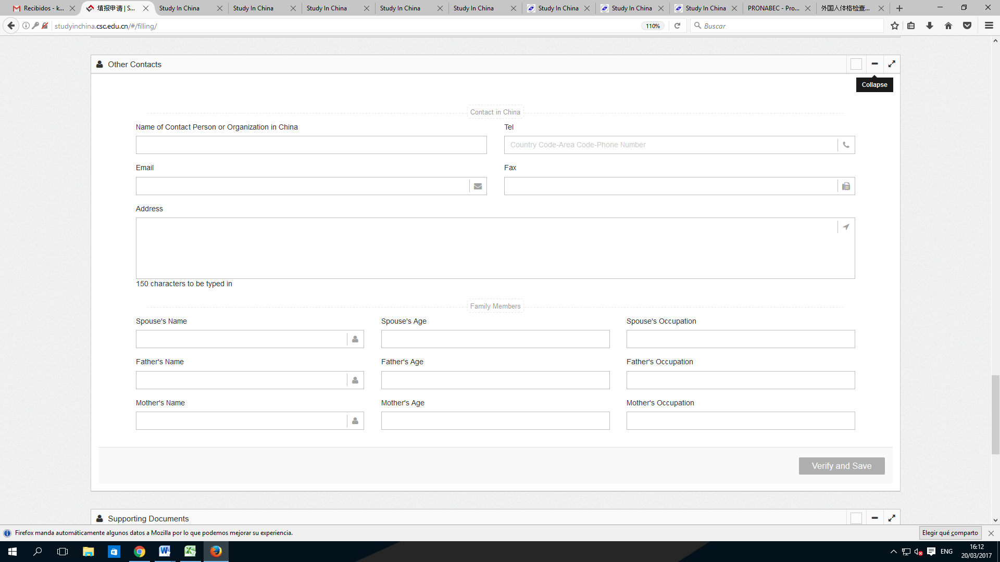 Recibidos - k...
填报申请 | S...
Study In China
Study In China
Study In China
Study In China
Study In China
Study In China
Study In China
Study In China
PRONABEC - Pro...
外国人体格检查...
studyinchina.csc.edu.cn/#/filling/
110%
Buscar
Other Contacts
Collapse
Contact in China
Name of Contact Person or Organization in China
Tel
Country Code-Area Code-Phone Number
Email
Fax
Address
150 characters to be typed in
Family Members
Spouse's Name
Spouse's Age
Spouse's Occupation
Father's Name
Father's Age
Father's Occupation
Mother's Name
Mother's Age
Mother's Occupation
Verify and Save
Supporting Documents
Firefox manda automáticamente algunos datos a Mozilla por lo que podemos mejorar su experiencia.
Elegir qué comparto
ENG
16:12
20/03/2017